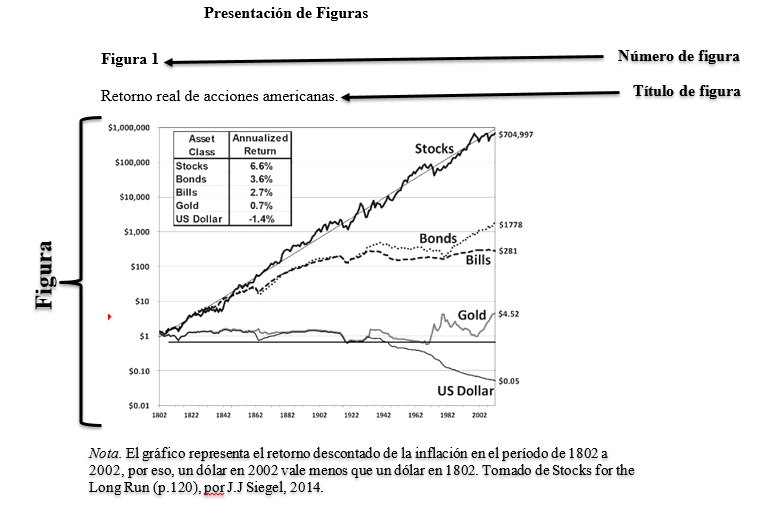 Presentación de Figuras
Figura 1
Número de figura
Retorno real de acciones americanas.
Título de figura
Figura
$1,000,000
$100,000
$10,000
$1,000
$100
$10
$1
$0.10
$0.01
Asset Class Annualized Return
Stocks 6.6%
Bonds 3.6%
Bills 2.7%
Gold 0.7%
US Dollar -1.4%
Stocks
$704,997
Bonds
$1778
Bills
$281
Gold
$4.52
US Dollar
$0.05
1802 1822 1842 1862 1882 1902 1922 1942 1962 1982 2002
Nota. El gráfico representa el retorno descontado de la inflación en el período de 1802 a
2002, por eso, un dólar en 2002 vale menos que un dólar en 1802. Tomado de Stocks for the
Long Run (p.120), por J.J Siegel, 2014.